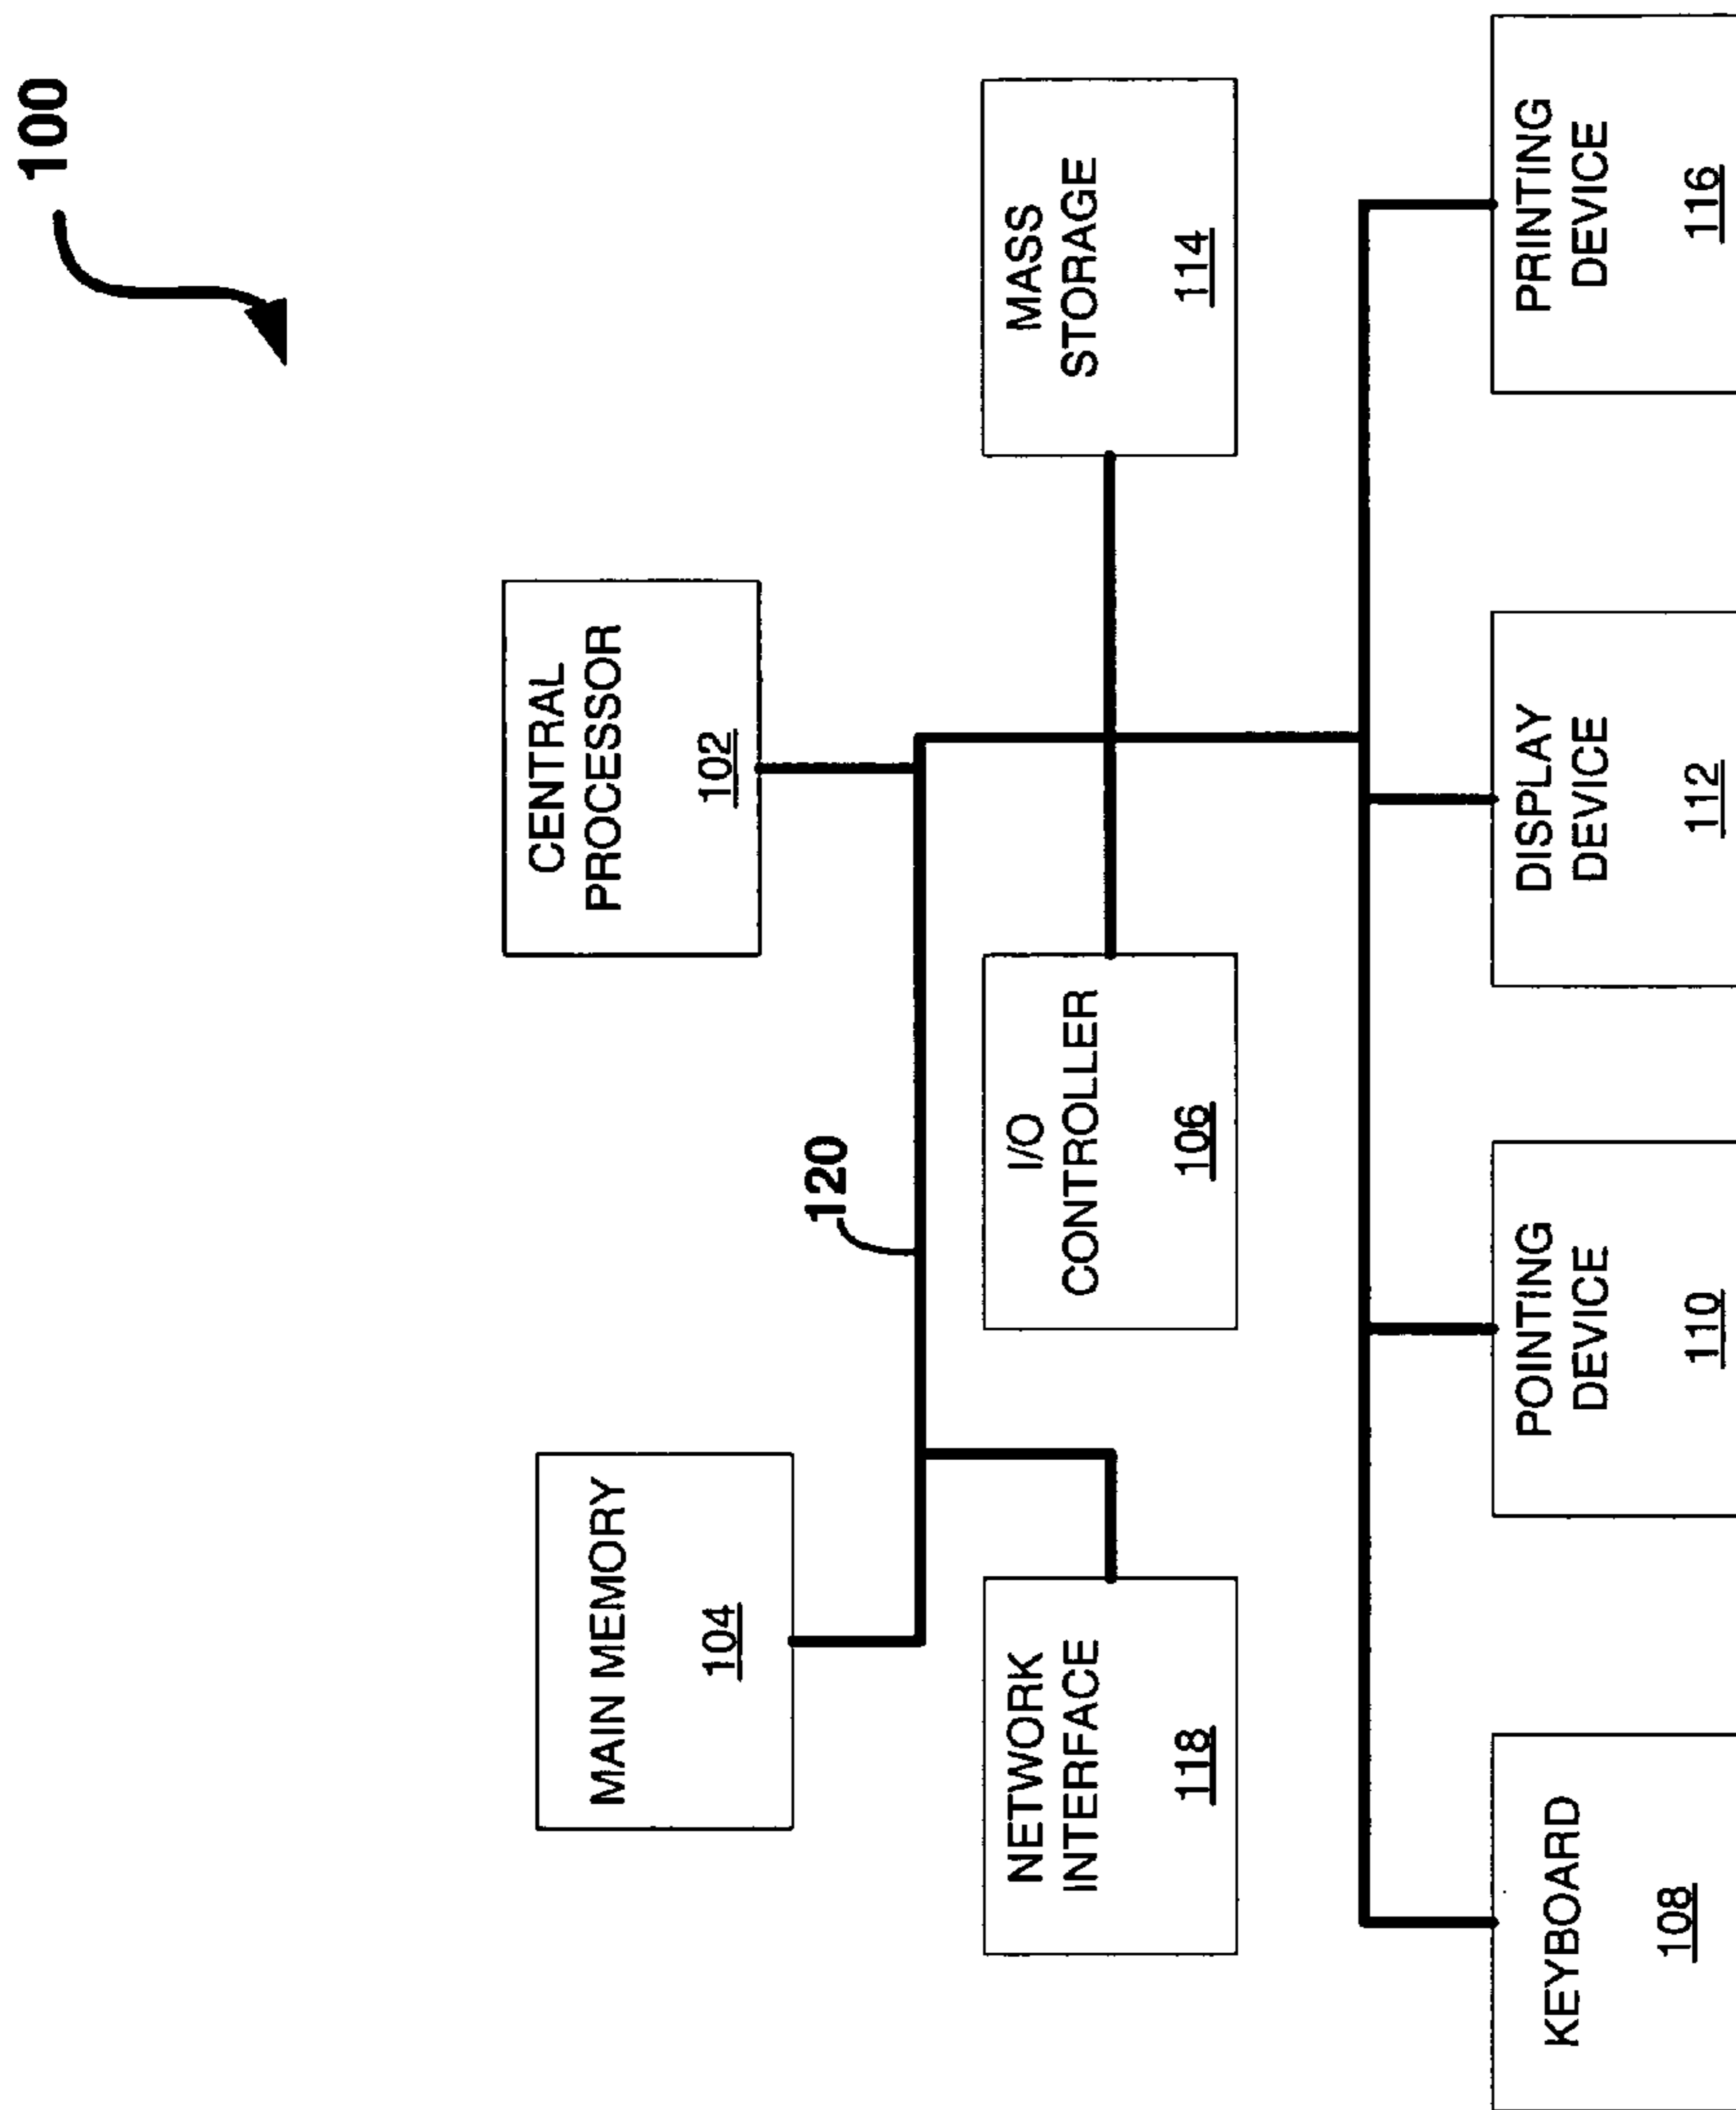 100
MAIN MEMORY
104
CENTRAL
PROCESSOR
102
120
NETWORK
INTERFACE
118
I/O
CONTROLLER
106
MASS
STORAGE
114
KEYBOARD
108
POINTING
DEVICE
110
DISPLAY
DEVICE
112
PRINTING
DEVICE
116